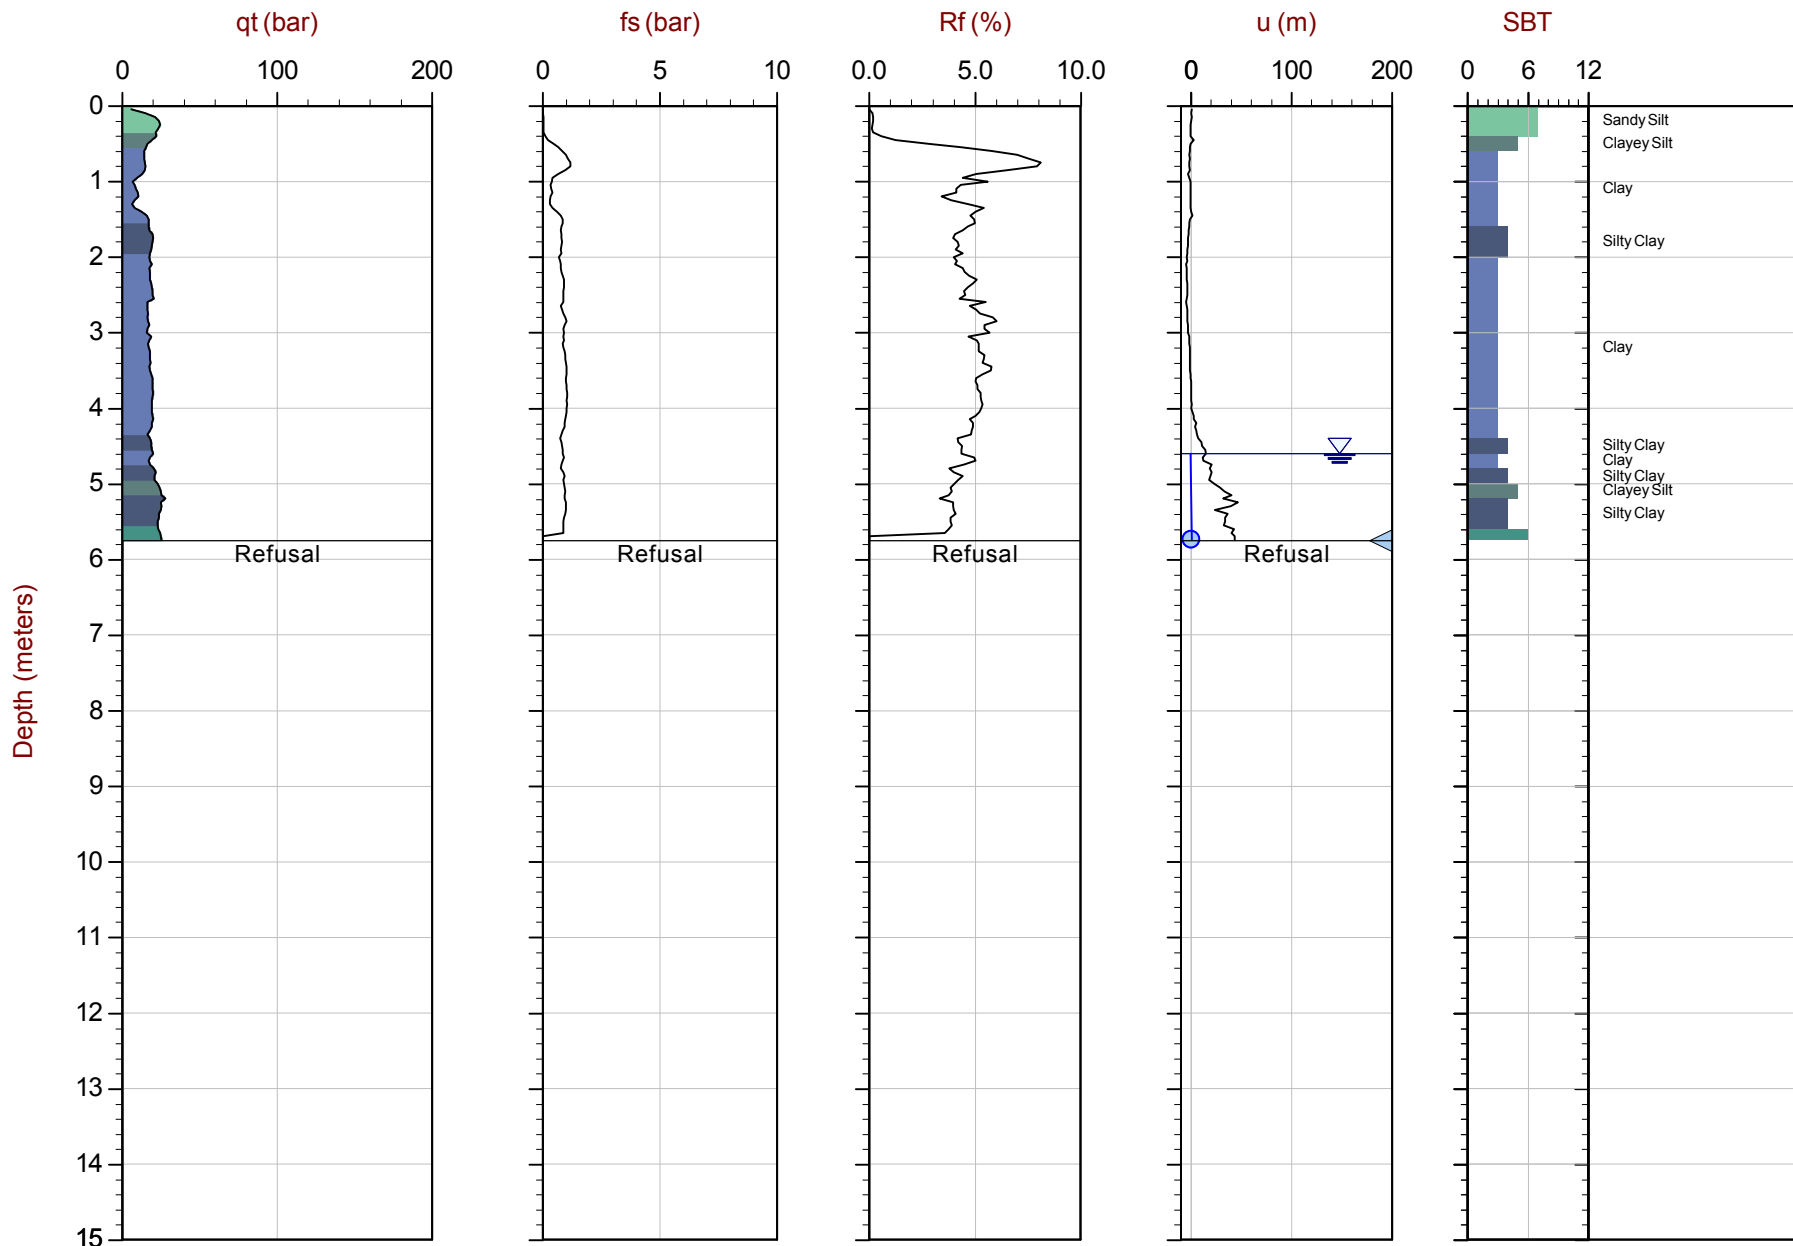 qt (bar) fs (bar) Rf (%) u (m) SBT
0 100 200 0 5 10 0.0 5.0 10.0 0 100 200 0 6 12
0
Sandy Silt
Clayey Silt
1
Clay
Silty Clay
2
3
Clay
4
Silty Clay
Clay
Silty Clay
5
Clayey Silt
Silty Clay
Refusal Refusal Refusal Refusal
6
Depth (meters)
7
8
9
10
11
12
13
14
15